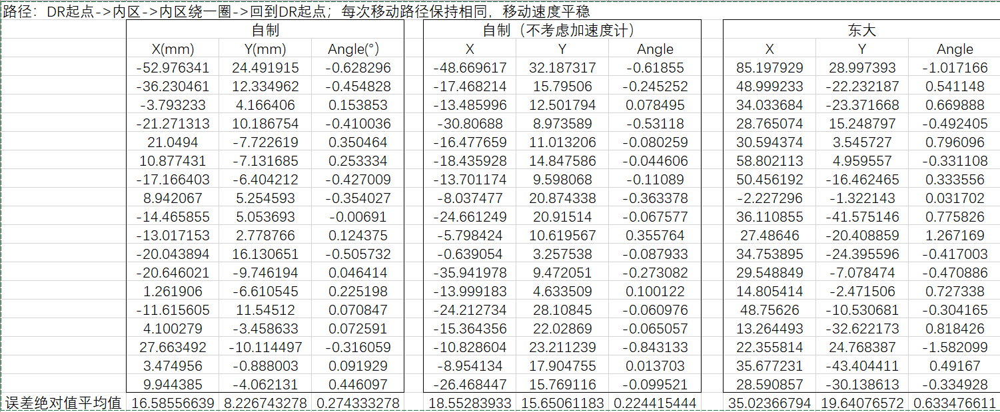 路径：DR起点->内区->内区绕一圈->回到DR起点；每次移动路径保持相同，移动速度平稳
自制 自制（不考虑加速度计） 东大
X(mm) Y(mm) Angle(°) X Y Angle X Y Angle
-52.976341 24.491915 -0.628296 -48.669617 32.187317 -0.61855 85.197929 28.997393 -1.017166
-36.230461 12.334962 -0.454828 -17.468214 15.79506 -0.245252 48.999233 -22.232187 0.541148
-3.793233 4.166406 0.153853 -13.485996 12.501794 0.078495 34.033684 -23.371668 0.669888
-21.271313 10.186754 -0.410036 -30.80688 8.973589 -0.53118 28.765074 15.248797 -0.492405
21.0494 -7.722619 0.350464 -16.477659 11.013206 -0.080259 30.594374 3.545727 0.796096
10.877431 -7.131685 0.253334 -18.435928 14.847586 -0.044606 58.802113 4.959557 -0.331108
-17.166403 -6.404212 -0.427009 -13.701174 9.598068 -0.11089 50.456192 -16.462465 0.333556
8.942067 5.254593 -0.354027 -8.037477 20.874338 -0.363378 -2.227296 -1.322143 0.031702
-14.465855 5.053693 -0.00691 -24.661249 20.91514 -0.067577 36.110855 -41.575146 0.775826
-13.017153 2.778766 0.124375 -5.798424 10.619567 0.355764 27.48646 -20.408859 1.267169
-20.043894 16.130651 -0.505732 -0.639054 3.257538 -0.087933 34.753895 -24.395596 -0.417003
-20.646021 -9.746194 0.046414 -35.941978 9.472051 -0.273082 29.548849 -7.078474 -0.470886
1.261906 -6.610545 0.225198 -13.999183 4.633509 0.100122 14.805414 -2.471506 0.727338
-11.615605 11.54512 0.070847 -24.212734 28.10845 -0.060976 48.75626 -10.530681 -0.304165
4.100279 -3.458633 0.072591 -15.364356 22.02869 -0.065057 13.264493 -32.622173 0.818426
27.663492 -10.114497 -0.316059 -10.828604 23.211239 -0.843133 22.355814 24.768387 -1.582099
3.474956 -0.888003 0.091929 -8.954134 17.904755 0.013703 35.677231 -43.404411 0.49167
9.944385 -4.062131 0.446097 -26.468447 15.769116 -0.099521 28.590857 -30.138613 -0.334928
误差绝对值平均值 16.58556639 8.226743278 0.274333278 18.55283933 15.65061183 0.224415444 35.02366794 19.64076572 0.633476611